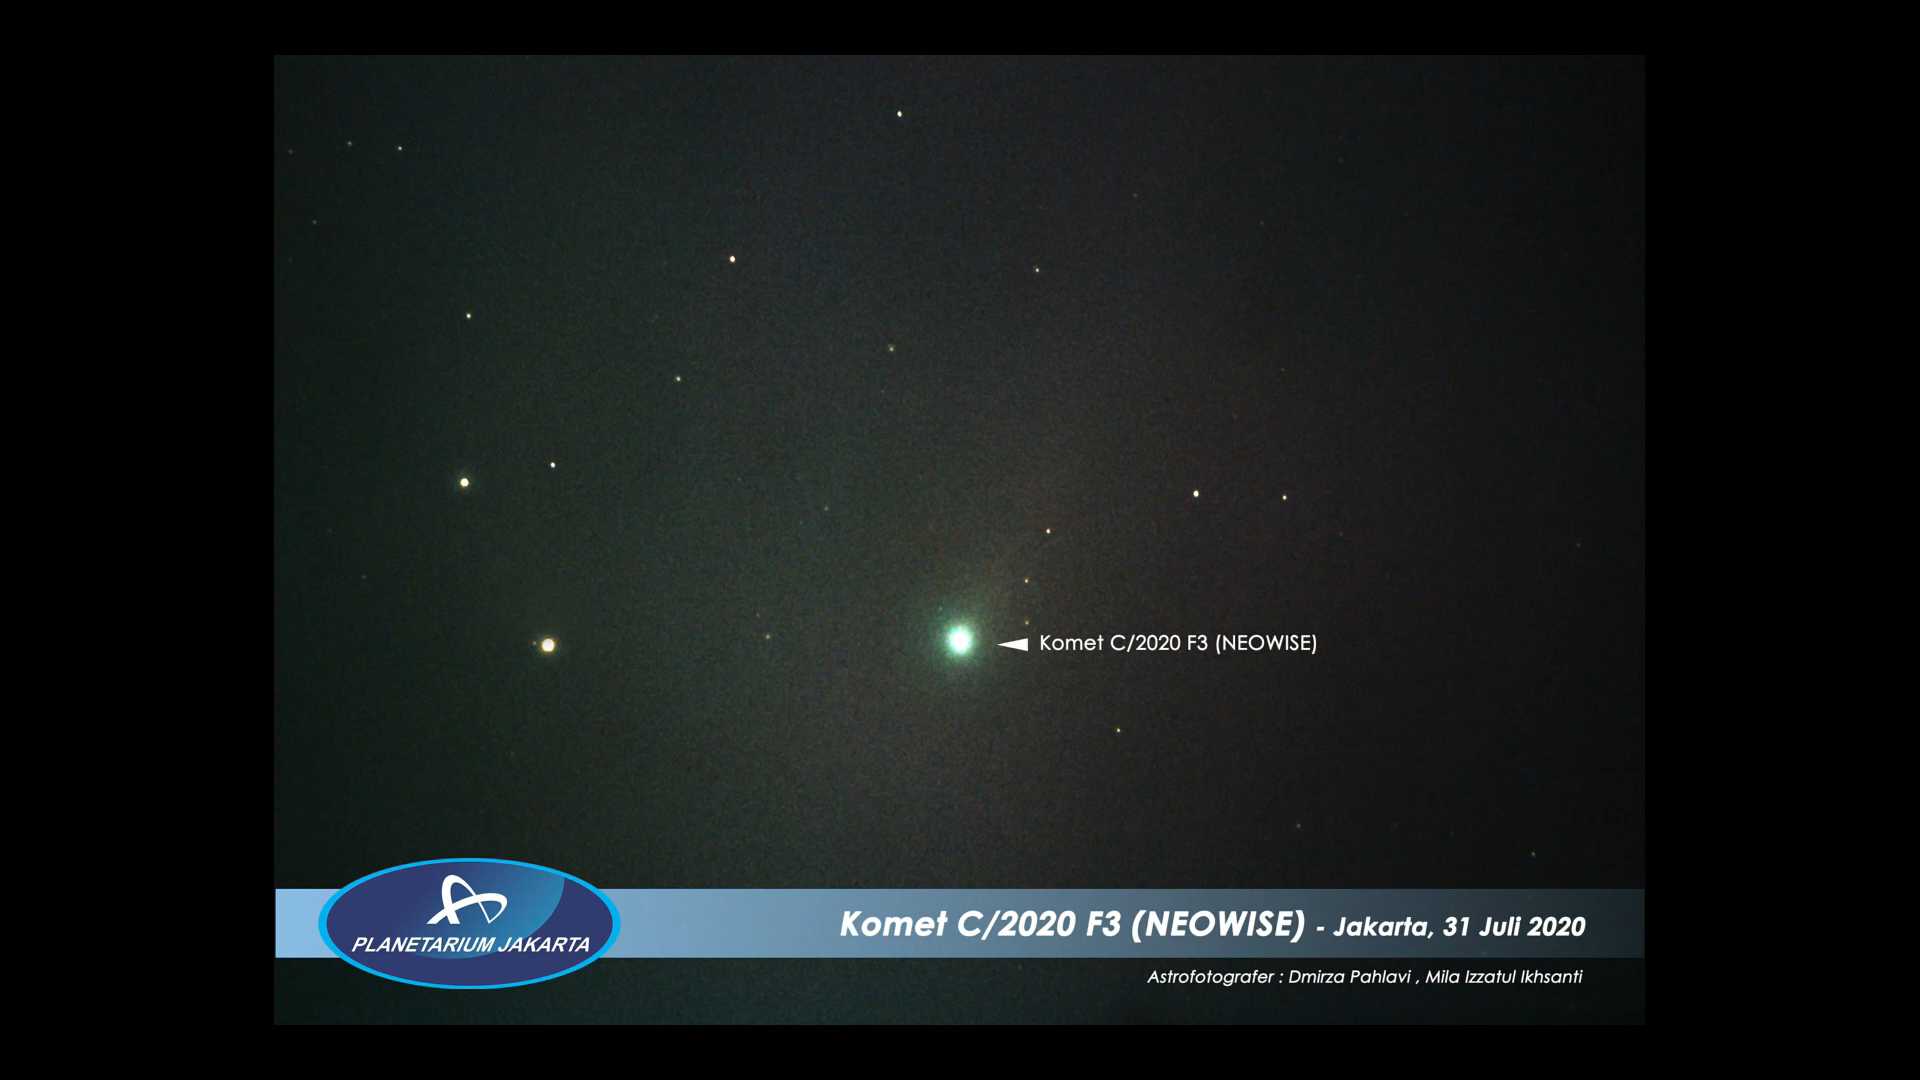 Komet C/2020 F3 (NEOWISE)
PLANETARIUM JAKARTA
Komet C/2020 F3 (NEOWISE) - Jakarta, 31 Juli 2020
Astrofotografer : Dmirza Pahlavi , Mila Izzatul Ikhsanti